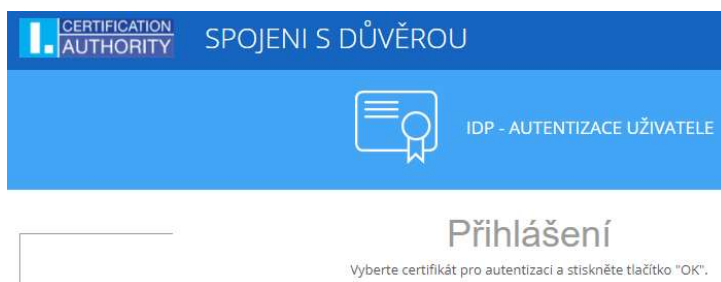 CERTIFICATION
AUTHORITY
SPOJENI S DŮVĚROU
IDP - AUTENTIZACE UŽIVATELE
Přihlášení
Vyberte certifikát pro autentizaci a stiskněte tlačítko "OK".